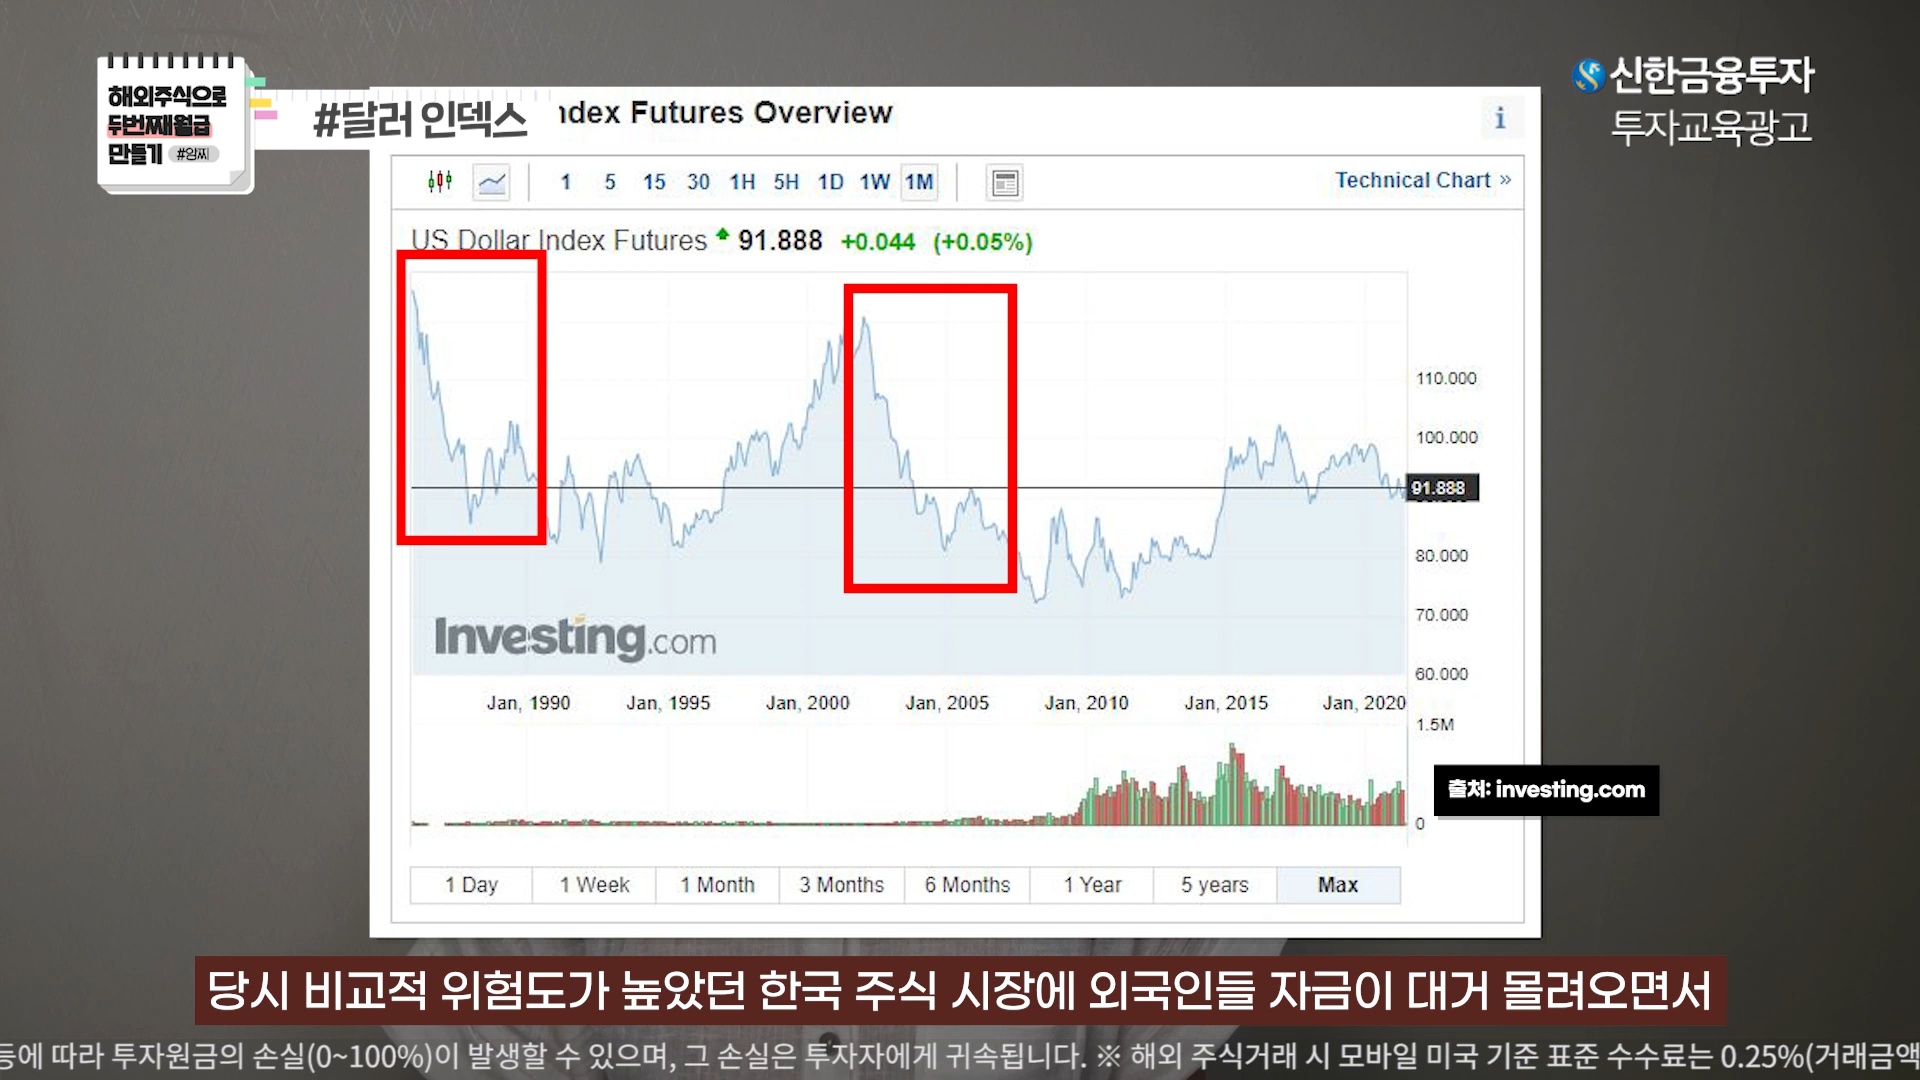 해외주식으로
두번째월급
만들기 #양찌
#달러 인덱스
ndex Futures Overview
i
신한금융투자
투자교육광고
1 5 15 30 1H 5H 1D 1W 1M
Technical Chart »
US Dollar Index Futures 91.888 +0.044 (+0.05%)
110.000
100.000
91.888
80.000
70.000
60.000
Investing.com
Jan, 1990 Jan, 1995 Jan, 2000 Jan, 2005 Jan, 2010 Jan, 2015 Jan, 2020
1.5M
출처: investing.com
0
1 Day 1 Week 1 Month 3 Months 6 Months 1 Year 5 years Max
당시 비교적 위험도가 높았던 한국 주식 시장에 외국인들 자금이 대거 몰려오면서
등에 따라 투자원금의 손실(0~100%)이 발생할 수 있으며, 그 손실은 투자자에게 귀속됩니다. ※ 해외 주식거래 시 모바일 미국 기준 표준 수수료는 0.25%(거래금액